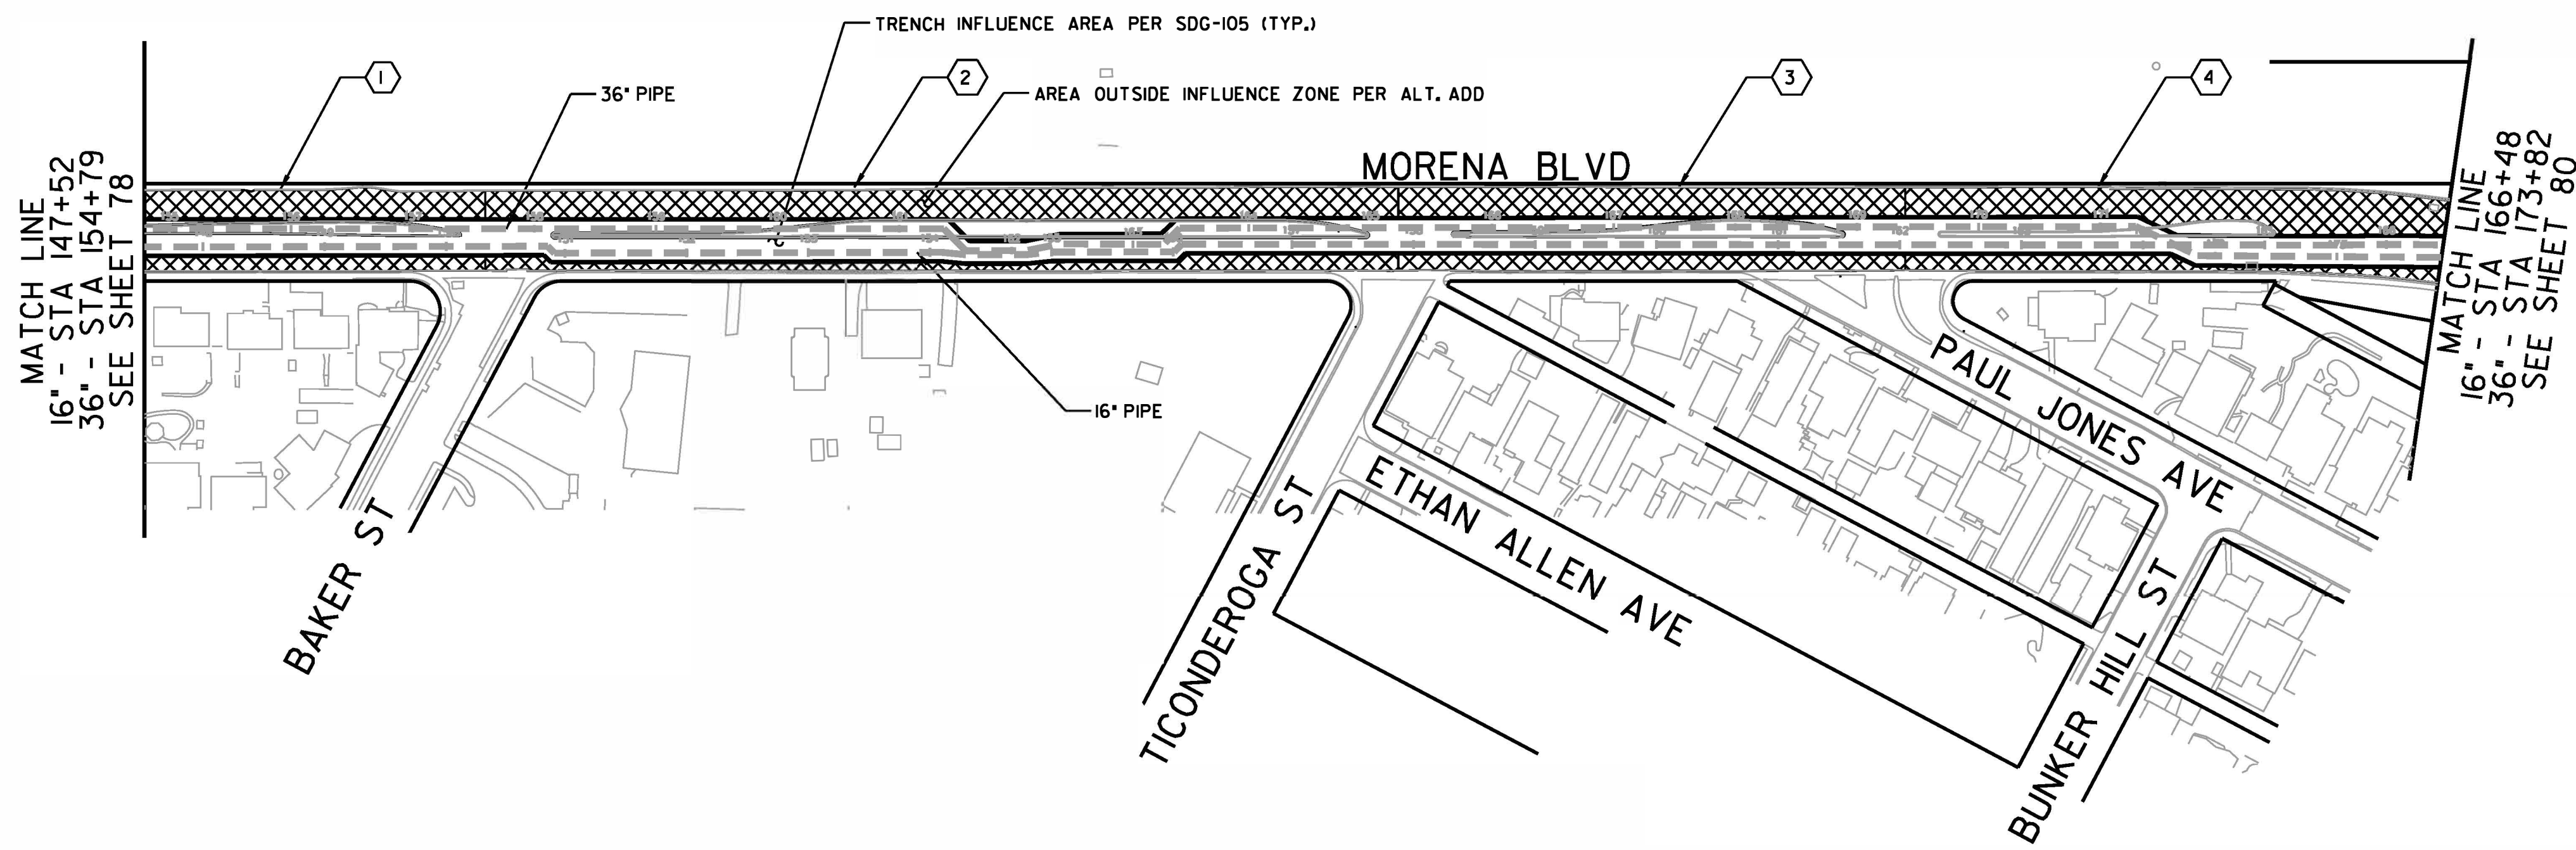 TRENCH INFLUENCE AREA PER SDG-105 (TYP.)
1
2
3
4
36" PIPE
AREA OUTSIDE INFLUENCE ZONE PER ALT. ADD
MORENA BLVD
MATCH LINE
16" - STA 147+52
36" - STA 154+79
SEE SHEET 78
MATCH LINE
16" - STA 166+48
36" - STA 173+82
SEE SHEET 80
16" PIPE
BAKER ST
TICONDEROGA ST
ETHAN ALLEN AVE
PAUL JONES AVE
BUNKER HILL ST